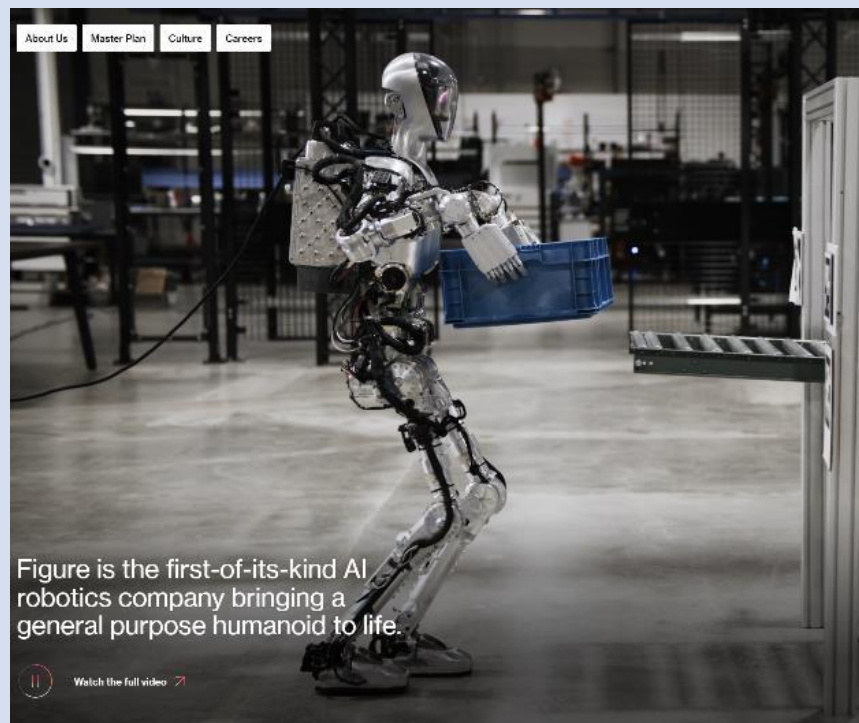 About Us
Master Plan
Culture
Careers
Figure is the first-of-its-kind AI
robotics company bringing a
general purpose humanoid to life.
Watch the full video